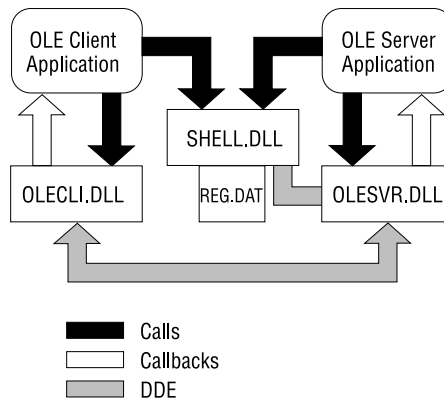 OLE Client
Application
OLE Server
Application
SHELL.DLL
OLECLI.DLL
REG.DAT
OLESVR.DLL
Calls
Callbacks
DDE